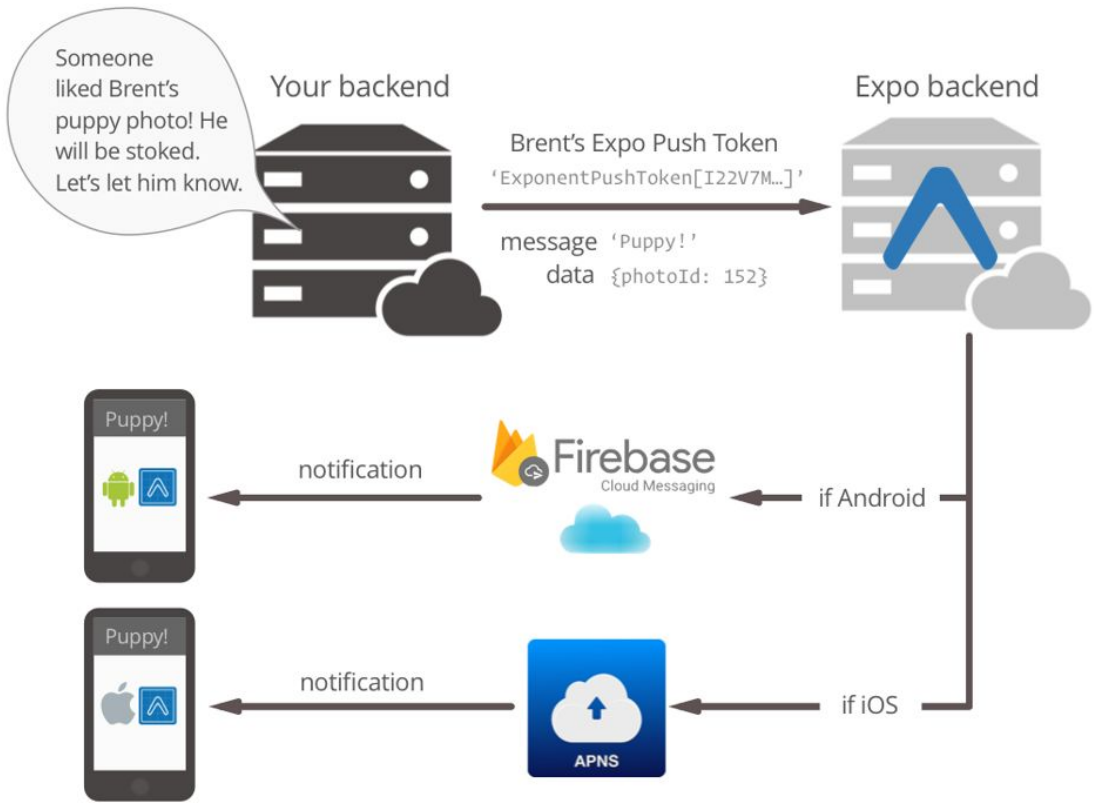 Someone
liked Brent's
puppy photo! He
will be stoked.
Let's let him know.
Your backend
Expo backend
Brent's Expo Push Token
‘ExponentPushToken[I22V7M…]’
message ‘Puppy!’
data {photoId: 152}
Puppy!
notification
Firebase
Cloud Messaging
if Android
Puppy!
notification
APNS
if iOS